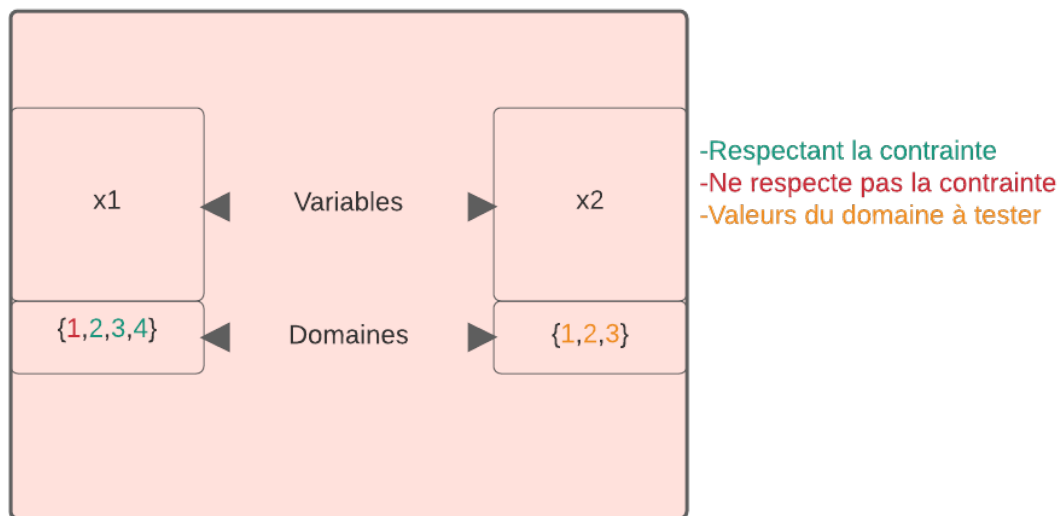 x1
Variables
x2
-Respectant la contrainte
-Ne respecte pas la contrainte
-Valeurs du domaine à tester
{1,2,3,4}
Domaines
{1,2,3}